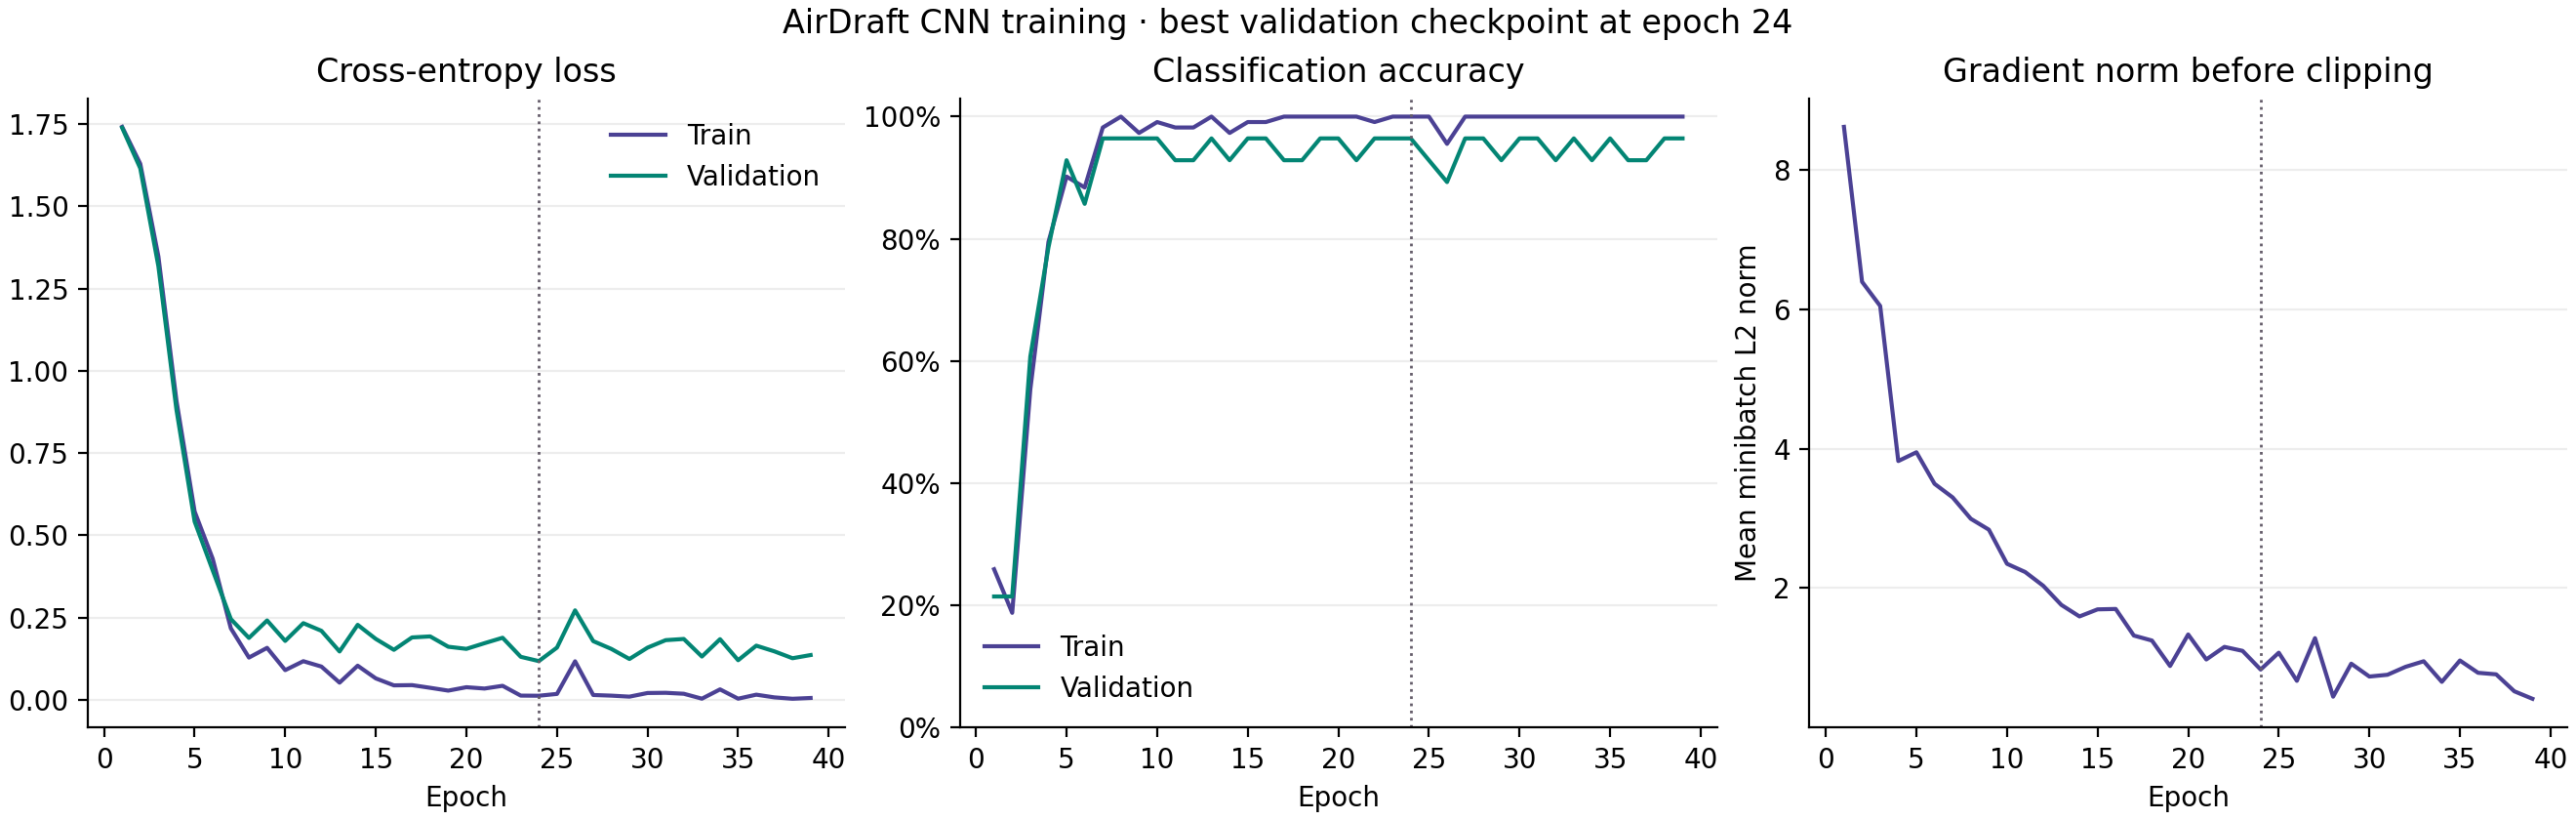 AirDraft CNN training · best validation checkpoint at epoch 24
Cross-entropy loss
1.75
1.50
1.25
1.00
0.75
0.50
0.25
0.00
Train
Validation
0 5 10 15 20 25 30 35 40
Epoch
Classification accuracy
100%
80%
60%
40%
20%
0%
Train
Validation
0 5 10 15 20 25 30 35 40
Epoch
Gradient norm before clipping
Mean minibatch L2 norm
8
6
4
2
0 5 10 15 20 25 30 35 40
Epoch